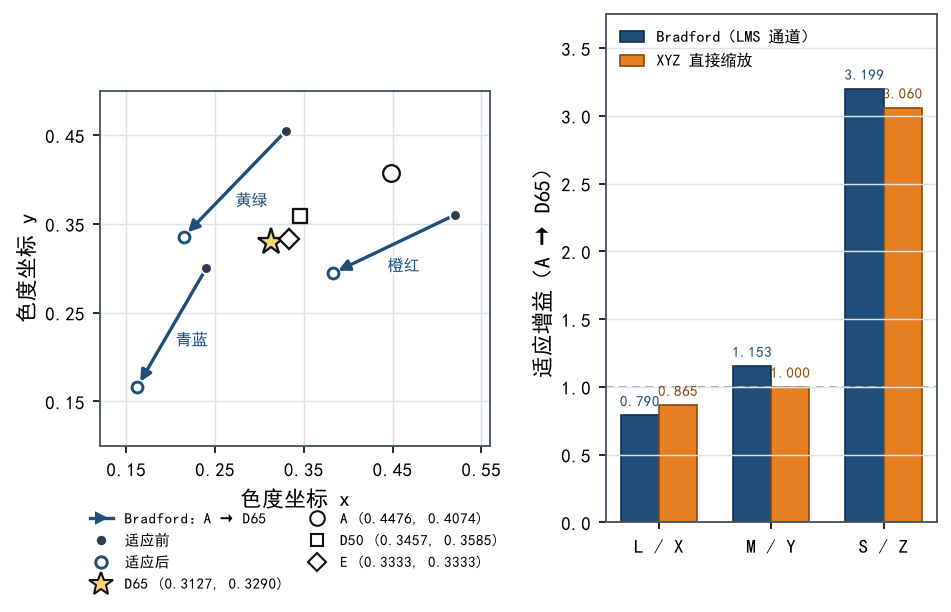 色度坐标 y
0.45
0.35
0.25
0.15
黄绿
橙红
青蓝
0.15 0.25 0.35 0.45 0.55
色度坐标 x
Bradford: A → D65
适应前
适应后
D65 (0.3127, 0.3290)
A (0.4476, 0.4074)
D50 (0.3457, 0.3585)
E (0.3333, 0.3333)
适应增益 (A → D65)
3.5
3.0
2.5
2.0
1.5
1.0
0.5
0.0
Bradford (LMS 通道)
XYZ 直接缩放
0.790
0.865
1.153
1.000
3.199
3.060
L / X
M / Y
S / Z